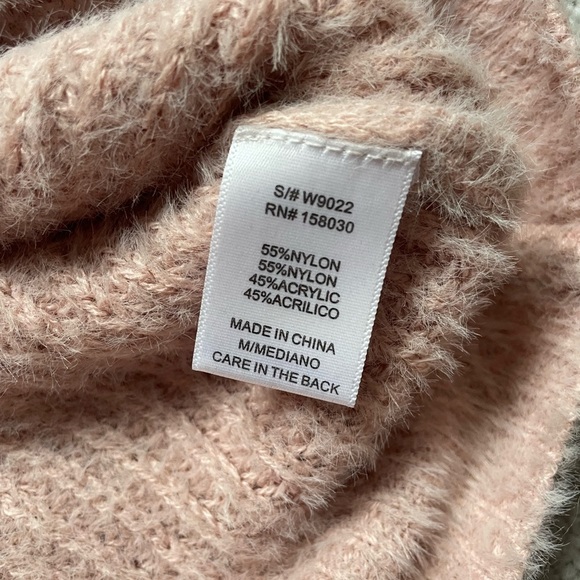 S/# W9022
RN# 158030
55%NYLON
55%NYLON
45%ACRYLIC
45%ACRILICO
MADE IN CHINA
M/MEDIANO
CARE IN THE BACK